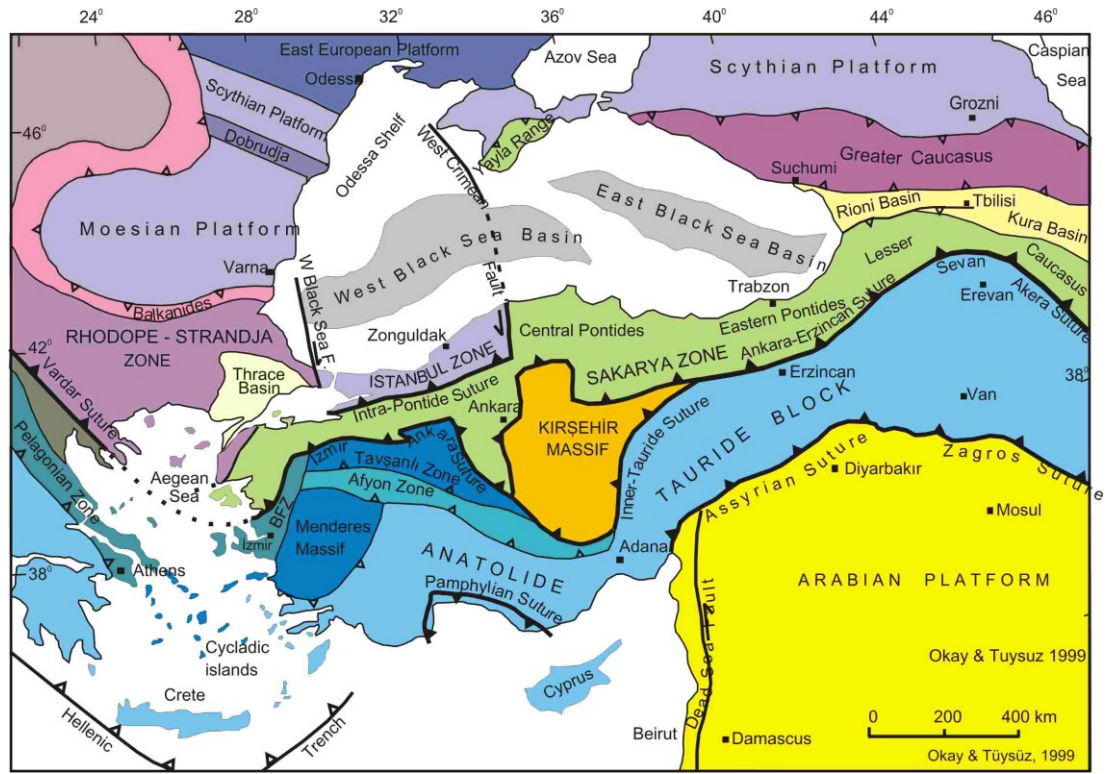 24° 28° 32° 36° 40° 44° 46°
East European Platform
Azov Sea
Scythian Platform
Caspian
Sea
Odessa
Scythian Platform
Grozni
46°
46°
Dobrudja
Odessa Shelf
West Crimean
Fault
Yayla Range
Greater Caucasus
Suchumi
Rioni Basin
Tbilisi
Kura Basin
East Black Sea Basin
Moesian Platform
West Black Sea Basin
Lesser
Caucasus
Varna
Sevan
Akera Suture
Erevan
Balkanides
W Black Sea F.
Trabzon
Zonguldak
Central Pontides
Eastern Pontides
RHODOPE - STRANDJA
ZONE
ISTANBUL ZONE
SAKARYA ZONE
Ankara-Erzincan Suture
42°
38°
Thrace
Basin
Erzincan
Vardar Suture
Intra-Pontide Suture
Ankara
Van
KIRŞEHİR
MASSIF
TAURIDE BLOCK
Pelagonian Zone
İzmir
Ankara Suture
Tavşanlı Zone
Inner-Tauride Suture
Assyrian Suture
Zagros Suture
Diyarbakır
Aegean
Sea
Afyon Zone
BFZ
Mosul
Menderes
Massif
İzmir
ANATOLIDE
Adana
38°
Athens
Pamphylian Suture
ARABIAN PLATFORM
Cycladic
islands
Dead Sea Fault
Okay & Tuysuz 1999
Crete
Cyprus
0 200 400 km
Hellenic
Trench
Beirut
Damascus
Okay & Tüysüz, 1999